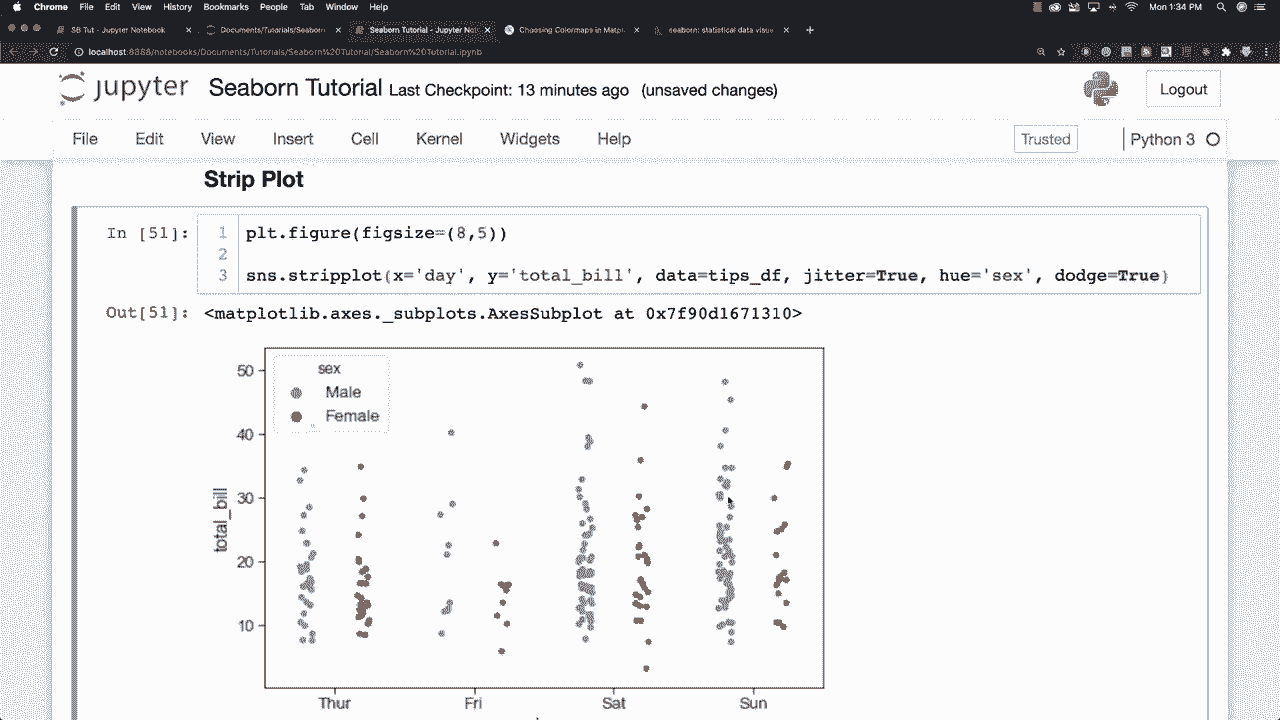 Chrome File Edit View History Bookmarks People Tab Window Help Mon 1:34 PM
SB Tut - Jupyter Notebook Documents/Tutorials/Seaborn Seaborn Tutorial - Jupyter Not Choosing Colormaps in Matpl seaborn: statistical data visua
localhost:8888/notebooks/Documents/Tutorials/Seaborn%20Tutorial/Seaborn%20Tutorial.ipynb
jupyter Seaborn Tutorial Last Checkpoint: 13 minutes ago (unsaved changes) Logout
File Edit View Insert Cell Kernel Widgets Help Trusted Python 3
Strip Plot
In [51]: 1 plt.figure(figsize=(8,5))
2
3 sns.stripplot(x='day', y='total_bill', data=tips_df, jitter=True, hue='sex', dodge=True)
Out[51]: <matplotlib.axes._subplots.AxesSubplot at 0x7f90d1671310>
sex
Male
Female
50
40
30
20
10
total_bill
Thur Fri Sat Sun